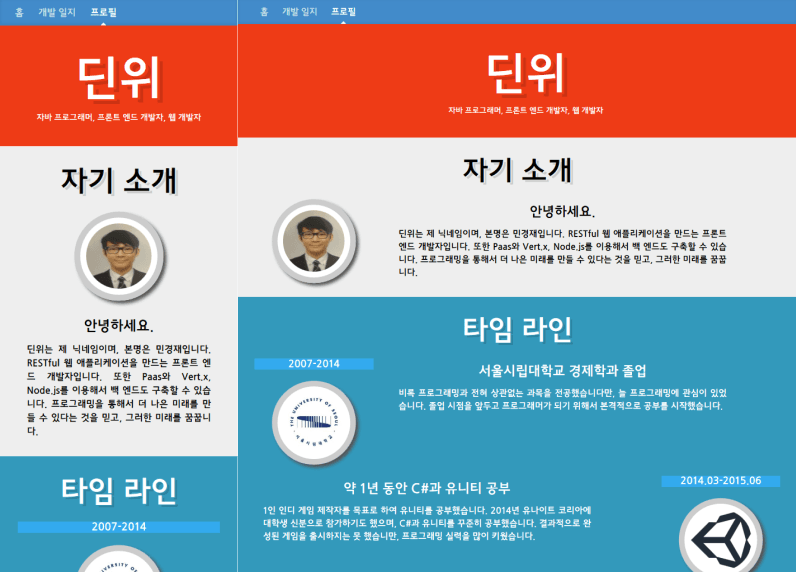 홈 개발 일지 프로필
딘위
자바 프로그래머, 프론트 엔드 개발자, 웹 개발자
자기 소개
안녕하세요.
딘위는 제 닉네임이며, 본명은 민경재입니다.
RESTful 웹 애플리케이션을 만드는 프론트 엔
드 개발자입니다. 또한 Paas와 Vert.x,
Node.js를 이용해서 백 엔드도 구축할 수 있습
니다. 프로그래밍을 통해서 더 나은 미래를 만
들 수 있다는 것을 믿고, 그러한 미래를 꿈꿉니
다.
타임 라인
2007-2014
THE UNIVERSITY OF SEOUL
홈 개발 일지 프로필
딘위
자바 프로그래머, 프론트 엔드 개발자, 웹 개발자
자기 소개
안녕하세요.
딘위는 제 닉네임이며, 본명은 민경재입니다. RESTful 웹 애플리케이션을 만드는 프론트
엔드 개발자입니다. 또한 Paas와 Vert.x, Node.js를 이용해서 백 엔드도 구축할 수 있습
니다. 프로그래밍을 통해서 더 나은 미래를 만들 수 있다는 것을 믿고, 그러한 미래를 꿈꿉
니다.
타임 라인
2007-2014
THE UNIVERSITY OF SEOUL
서울시립대학교
서울시립대학교 경제학과 졸업
비록 프로그래밍과 전혀 상관없는 과목을 전공했습니다만, 늘 프로그래밍에 관심이 있었
습니다. 졸업 시점을 앞두고 프로그래머가 되기 위해서 본격적으로 공부를 시작했습니다.
약 1년 동안 C#과 유니티 공부
1인 인디 게임 제작자를 목표로 하여 유니티를 공부했습니다. 2014년 유나이트 코리아에
대학생 신분으로 참가하기도 했으며, C#과 유니티를 꾸준히 공부했습니다. 결과적으로 완
성된 게임을 출시하지는 못 했습니만, 프로그래밍 실력을 많이 키웠습니다.
2014.03-2015.06